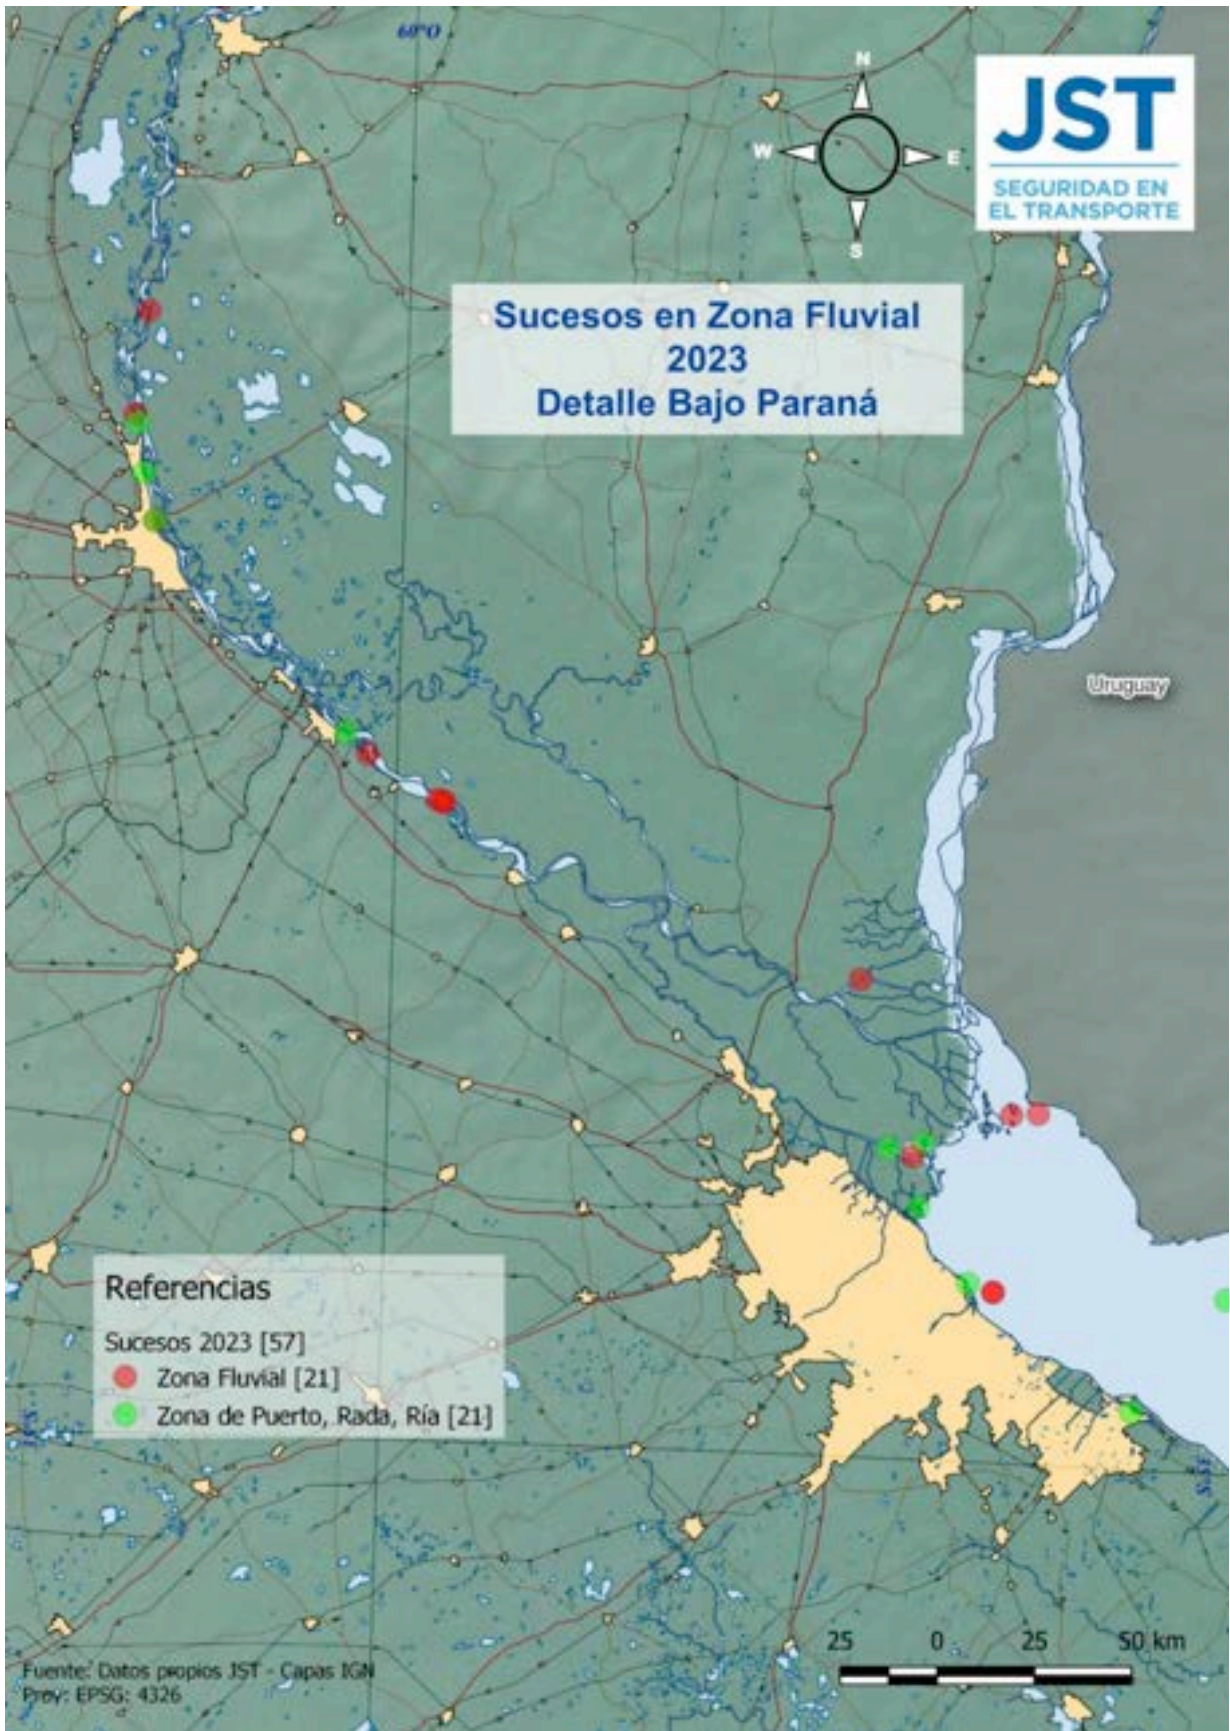 60°O
N
W
E
S
JST
SEGURIDAD EN
EL TRANSPORTE
Sucesos en Zona Fluvial
2023
Detalle Bajo Paraná
Uruguay
Referencias
Sucesos 2023 [57]
Zona Fluvial [21]
Zona de Puerto, Rada, Ría [21]
25 0 25 50 km
Fuente: Datos propios JST - Capas IGN
Proy: EPSG: 4326